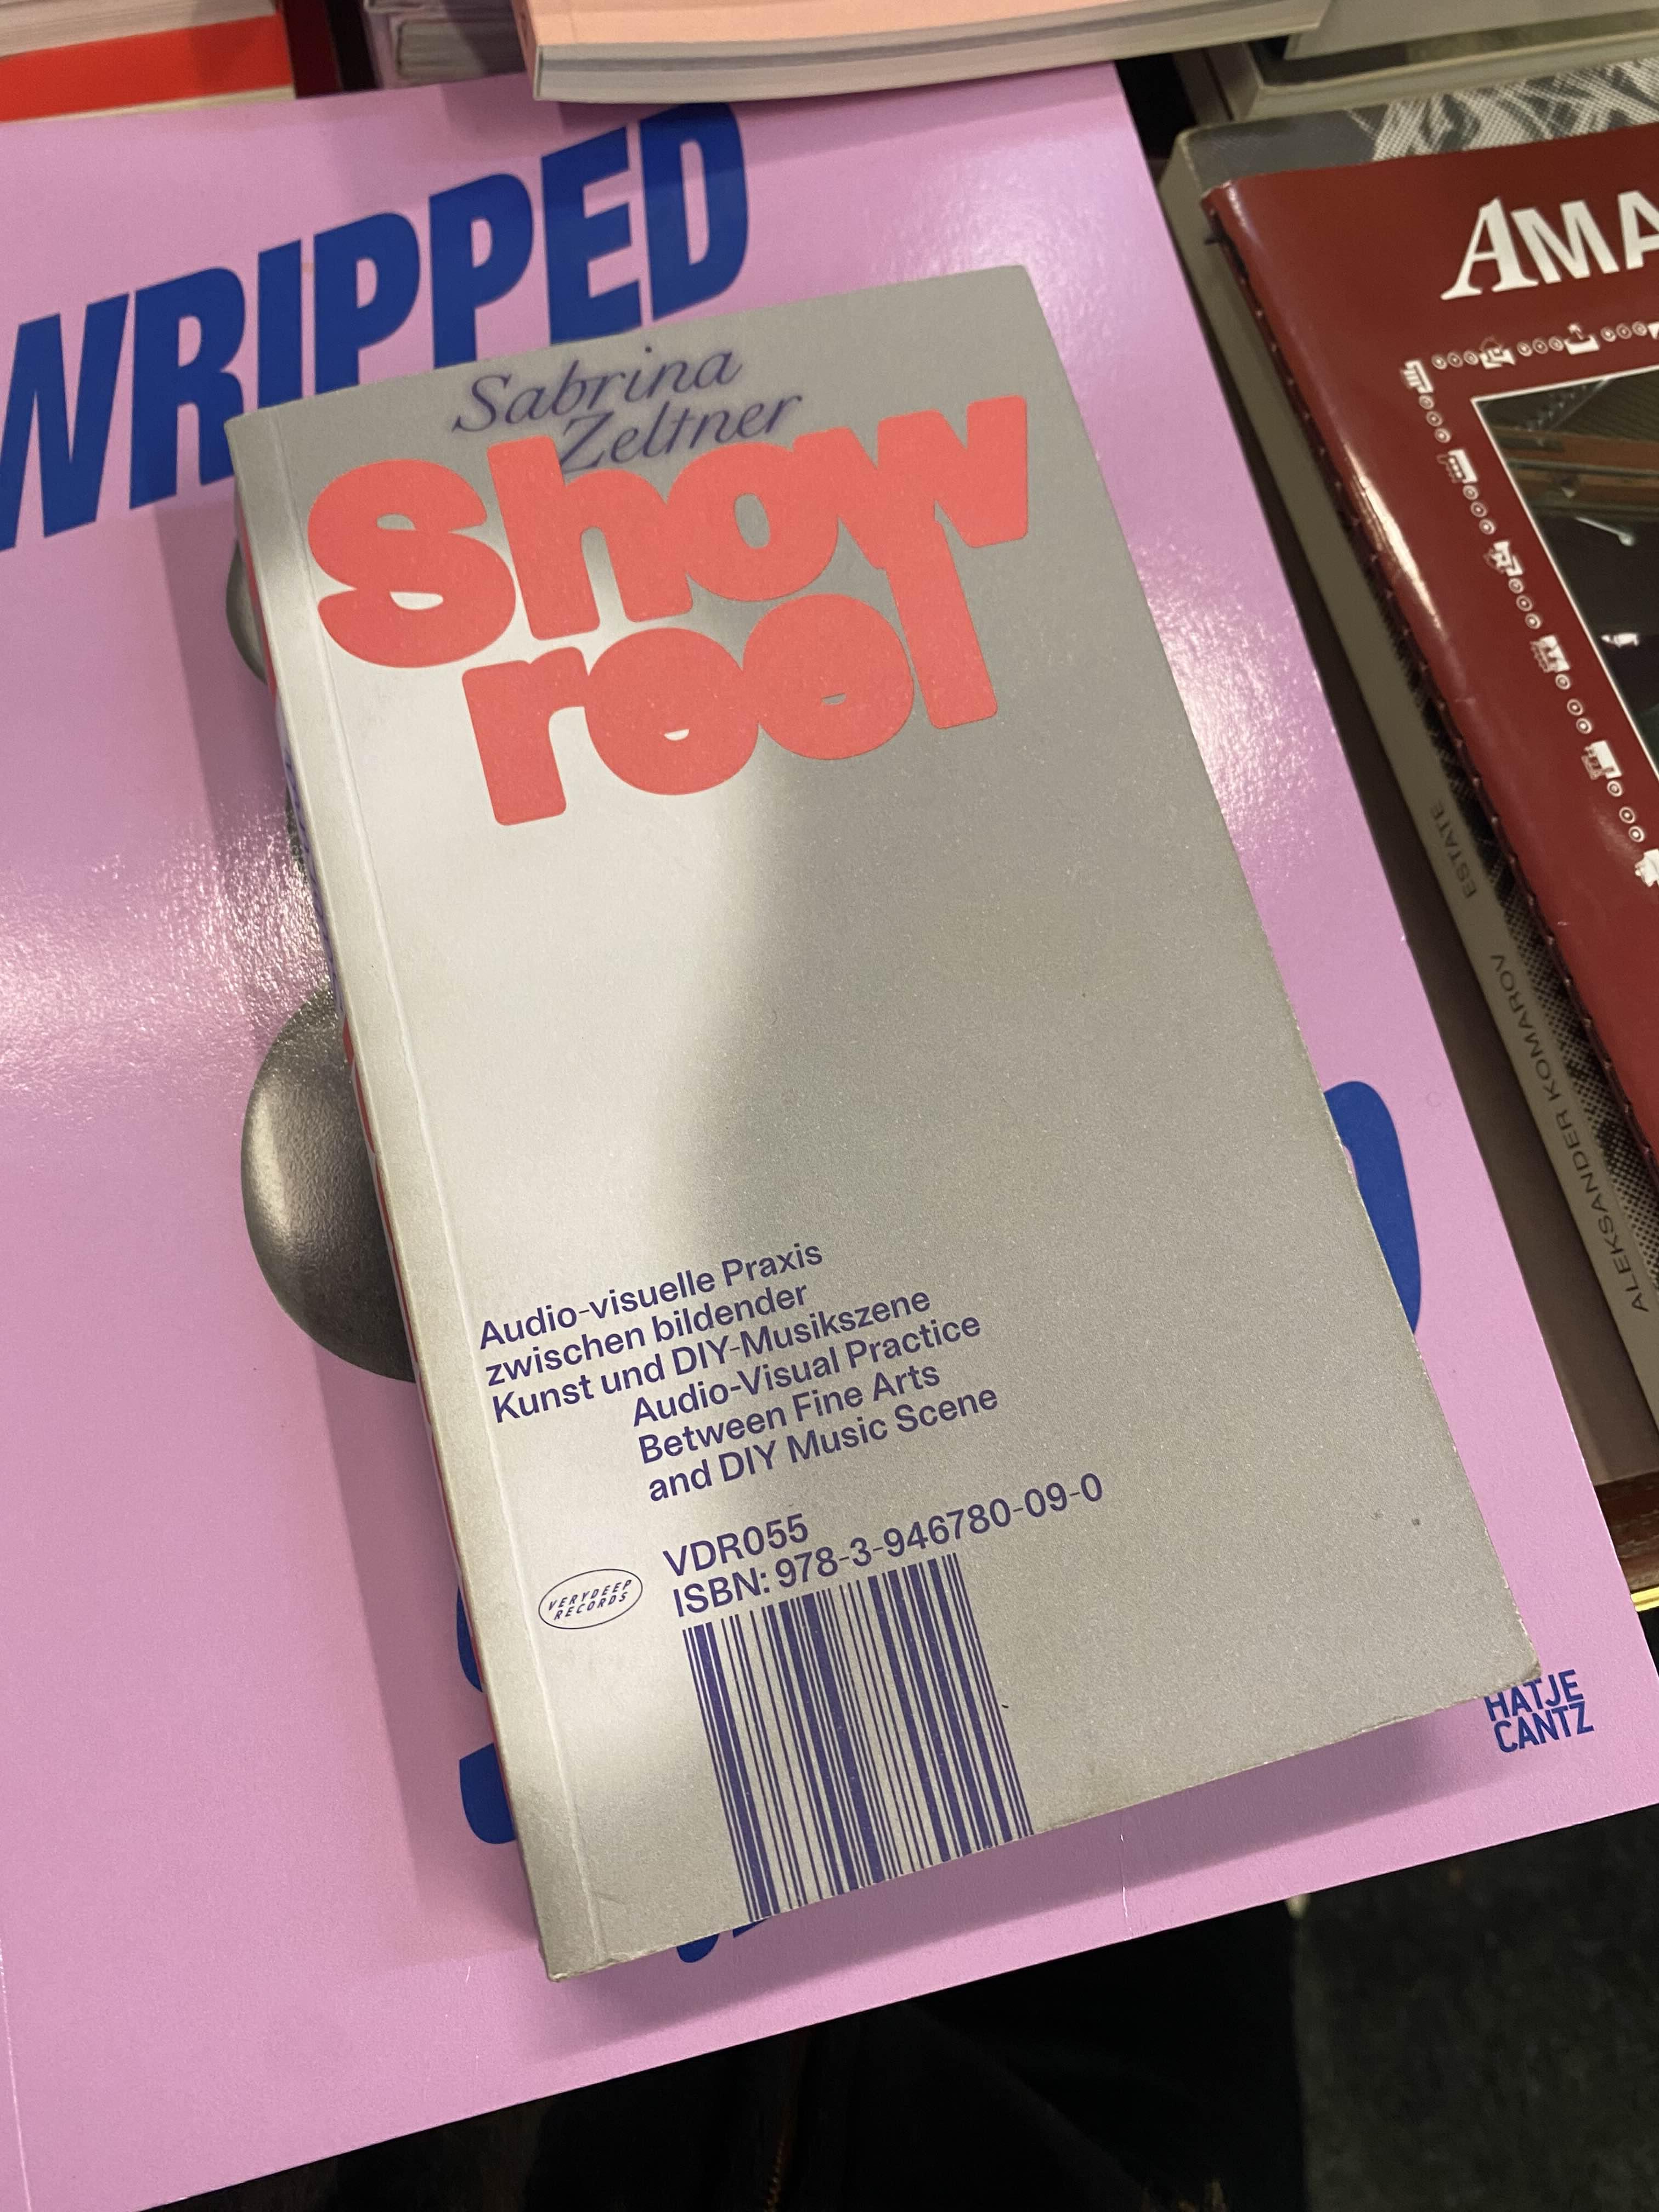 WRIPPED
AMA
Sabrina
Zeltner
Show
reel
Audio-visuelle Praxis
zwischen bildender
Kunst und DIY-Musikszene
Audio-Visual Practice
Between Fine Arts
and DIY Music Scene
VDR055
ISBN: 978-3-946780-09-0
VERYDEEP
RECORDS
HATJE
CANTZ
ALEKSANDER KOMAROV ESTATE